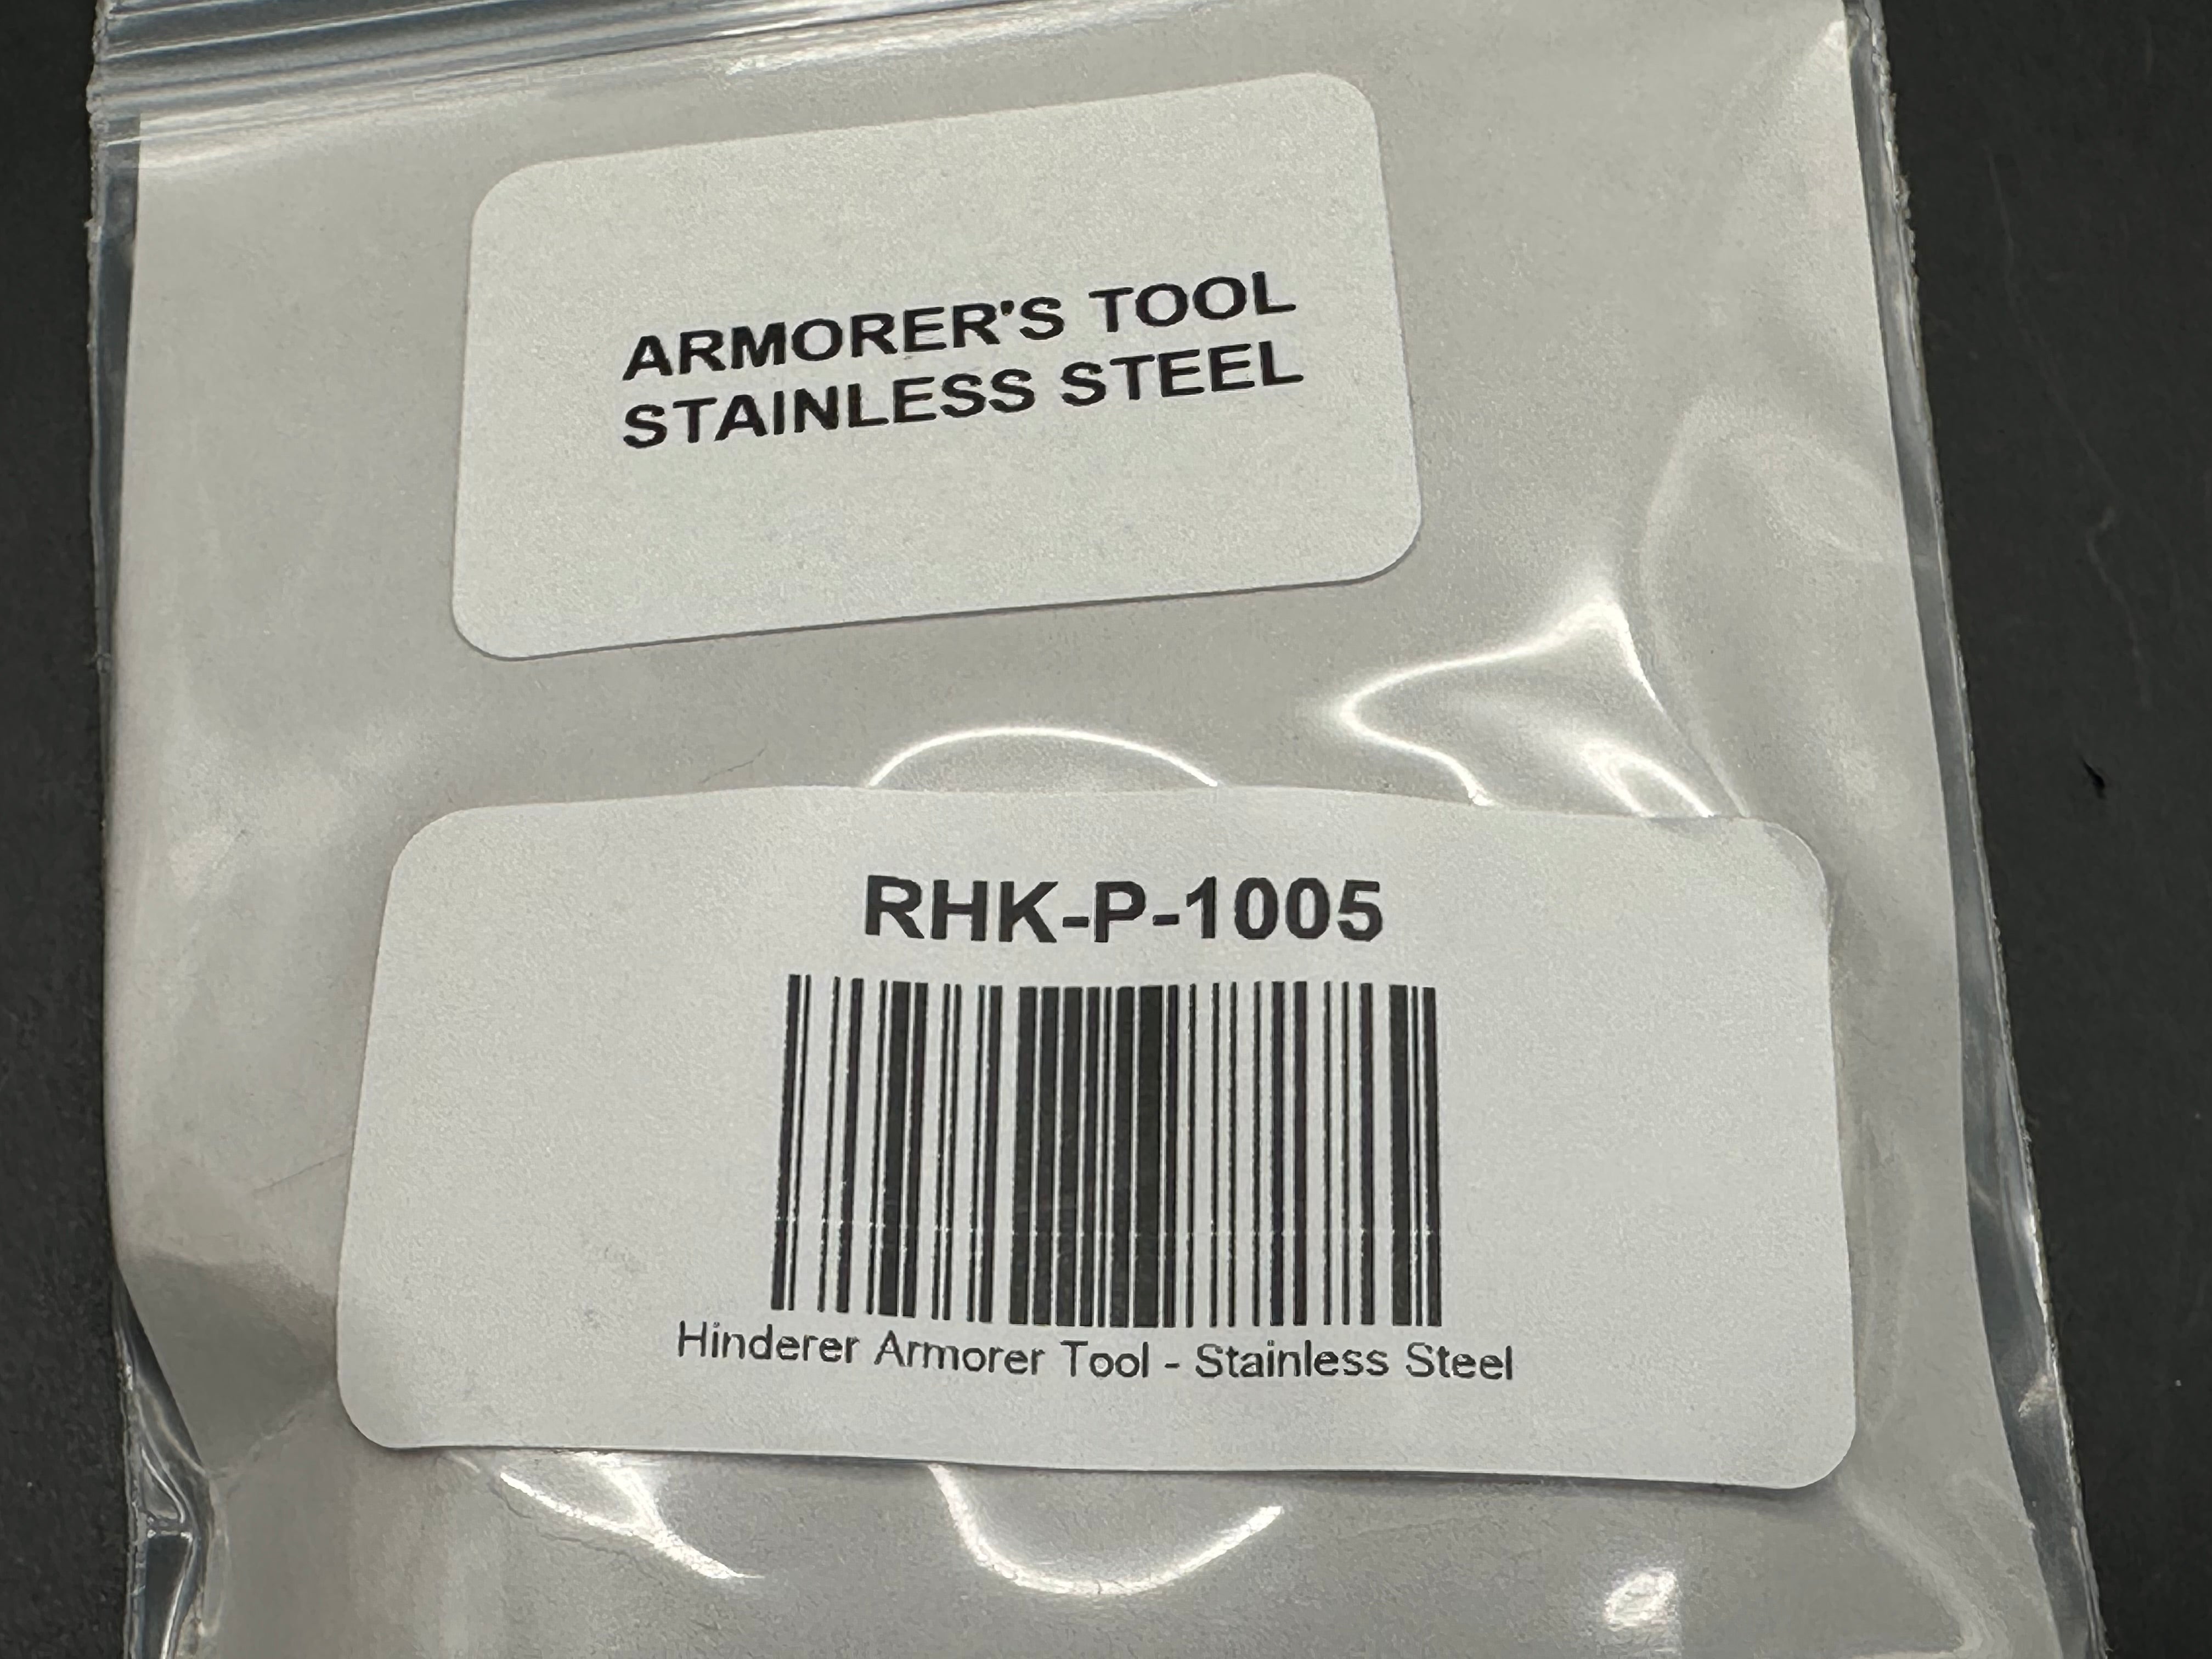 ARMORER'S TOOL
STAINLESS STEEL
RHK-P-1005
Hinderer Armorer Tool - Stainless Steel